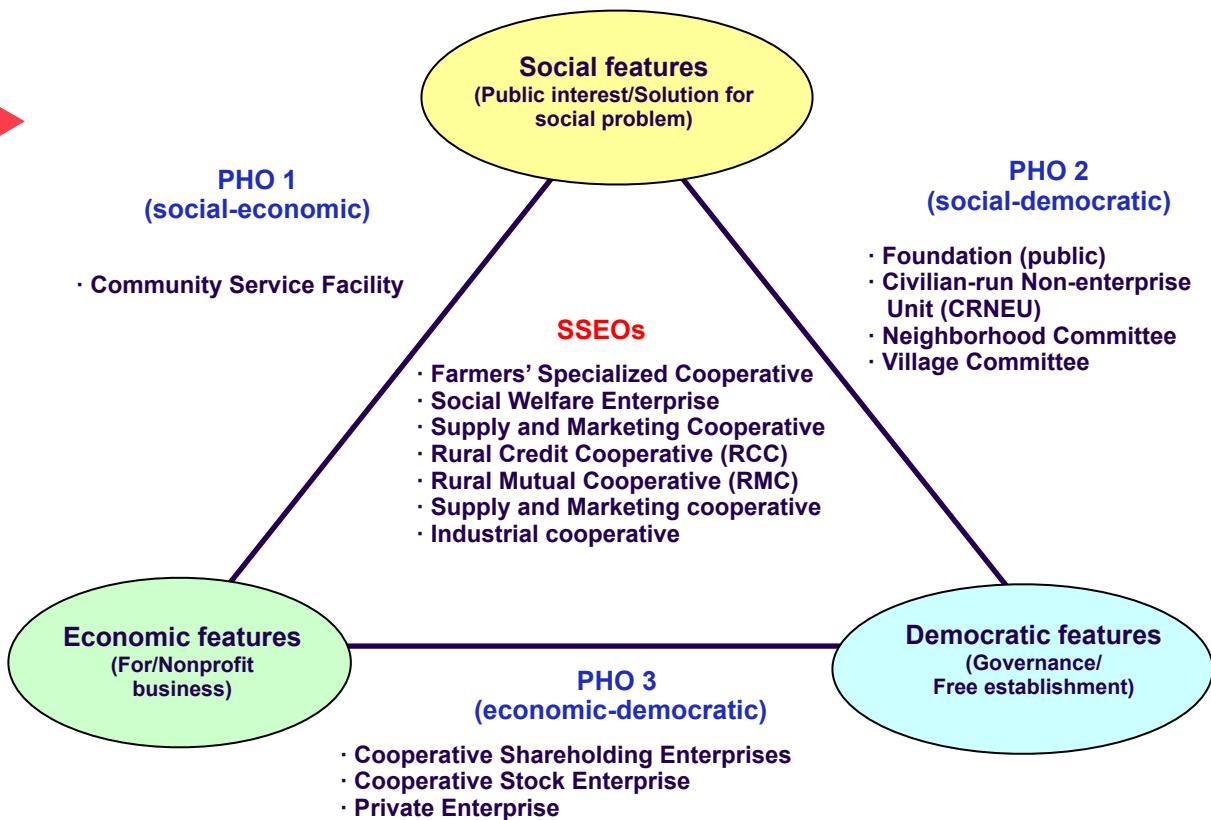 Social features
(Public interest/Solution for
social problem)
PHO 1
(social-economic)
· Community Service Facility
PHO 2
(social-democratic)
· Foundation (public)
· Civilian-run Non-enterprise
Unit (CRNEU)
· Neighborhood Committee
· Village Committee
SSEOs
· Farmers’ Specialized Cooperative
· Social Welfare Enterprise
· Supply and Marketing Cooperative
· Rural Credit Cooperative (RCC)
· Rural Mutual Cooperative (RMC)
· Supply and Marketing cooperative
· Industrial cooperative
Economic features
(For/Nonprofit
business)
Democratic features
(Governance/
Free establishment)
PHO 3
(economic-democratic)
· Cooperative Shareholding Enterprises
· Cooperative Stock Enterprise
· Private Enterprise